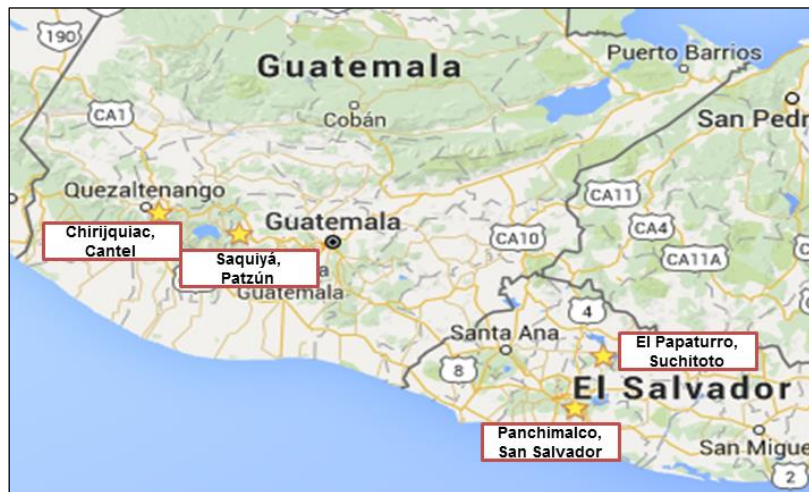 190
Guatemala
Puerto Barrios
CA1
Cobán
San Pedr
Quezaltenango
CA11
Chirijquiac,
Cantel
Guatemala
CA10
CA4
Saquiyá,
Patzún
CA11A
Guatemala
4
Santa Ana
El Papaturro,
Suchitoto
8
El Salvador
Panchimalco,
San Salvador
San Migue
2